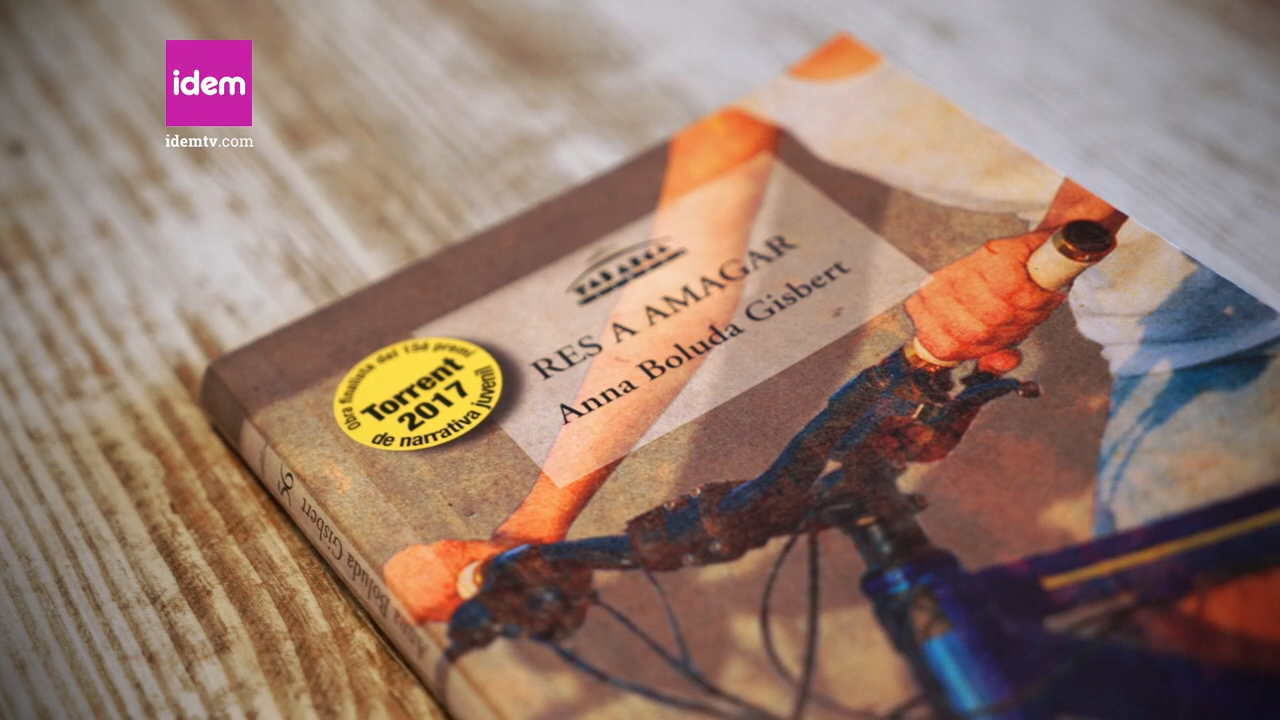 idem
idemtv.com
TABARCA
RES A AMAGAR
Anna Boluda Gisbert
Obra finalista del 15é premi
Torrent
2017
de narrativa juvenil
Anna Boluda Gisbert